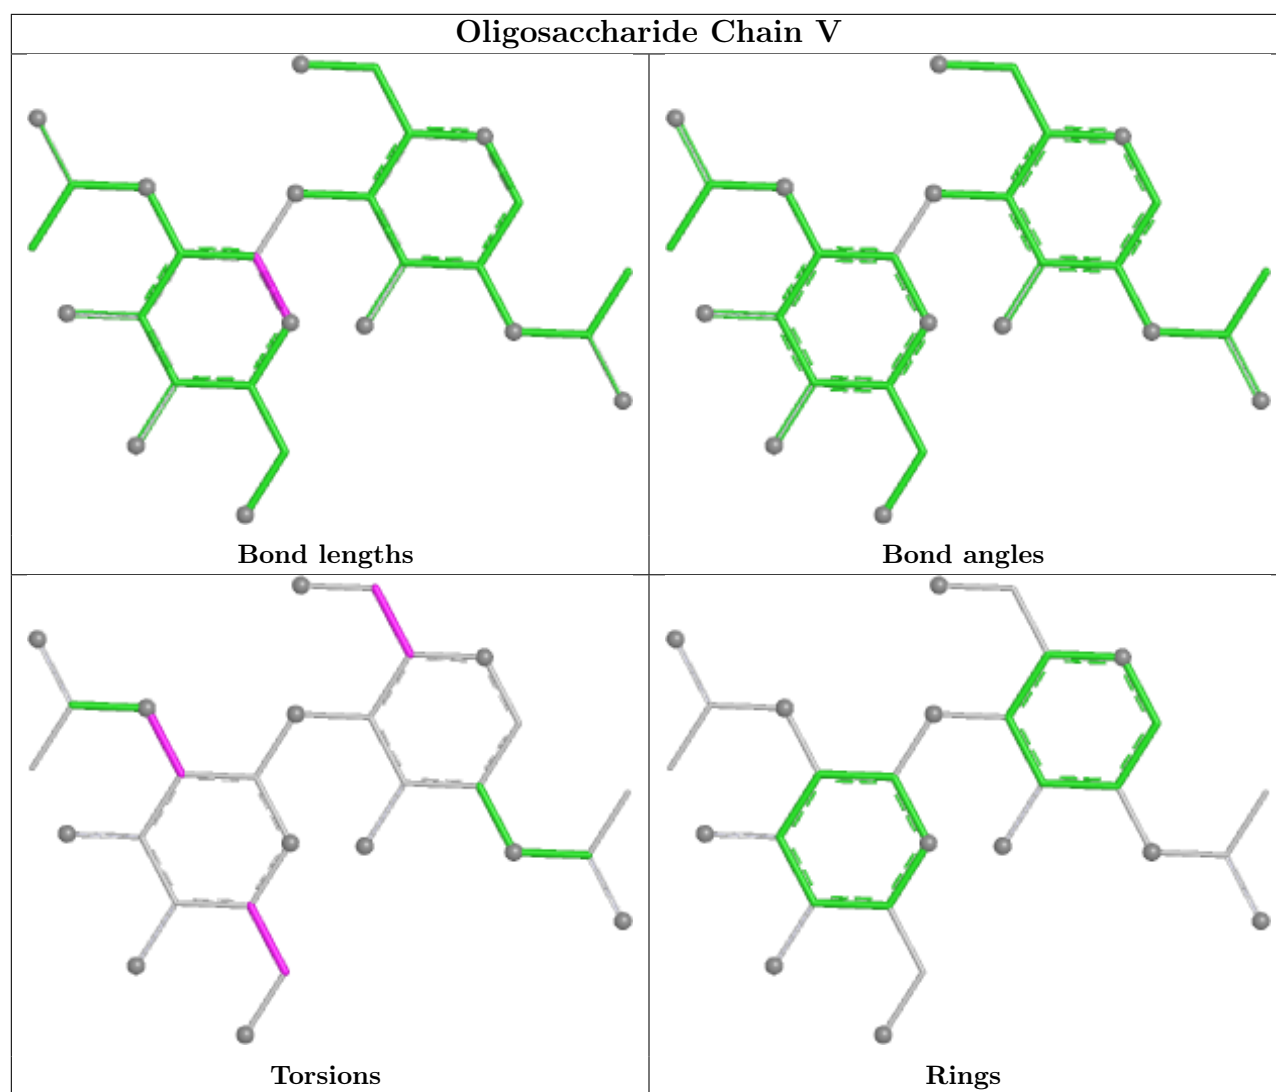 Oligosaccharide Chain V
Bond lengths
Bond angles
Torsions
Rings